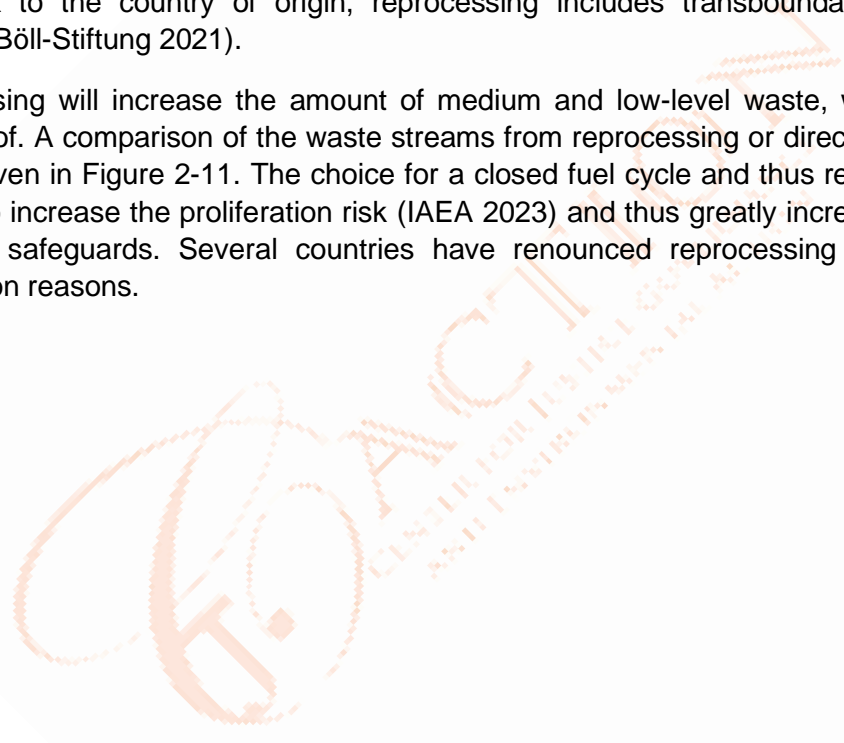 to the country of origin, reprocessing includes transbounda
Böll-Stiftung 2021).
sing will increase the amount of medium and low-level waste,
of. A comparison of the waste streams from reprocessing or direc
ven in Figure 2-11. The choice for a closed fuel cycle and thus re
increase the proliferation risk (IAEA 2023) and thus greatly incre
safeguards. Several countries have renounced reprocessing
on reasons.
ACTION